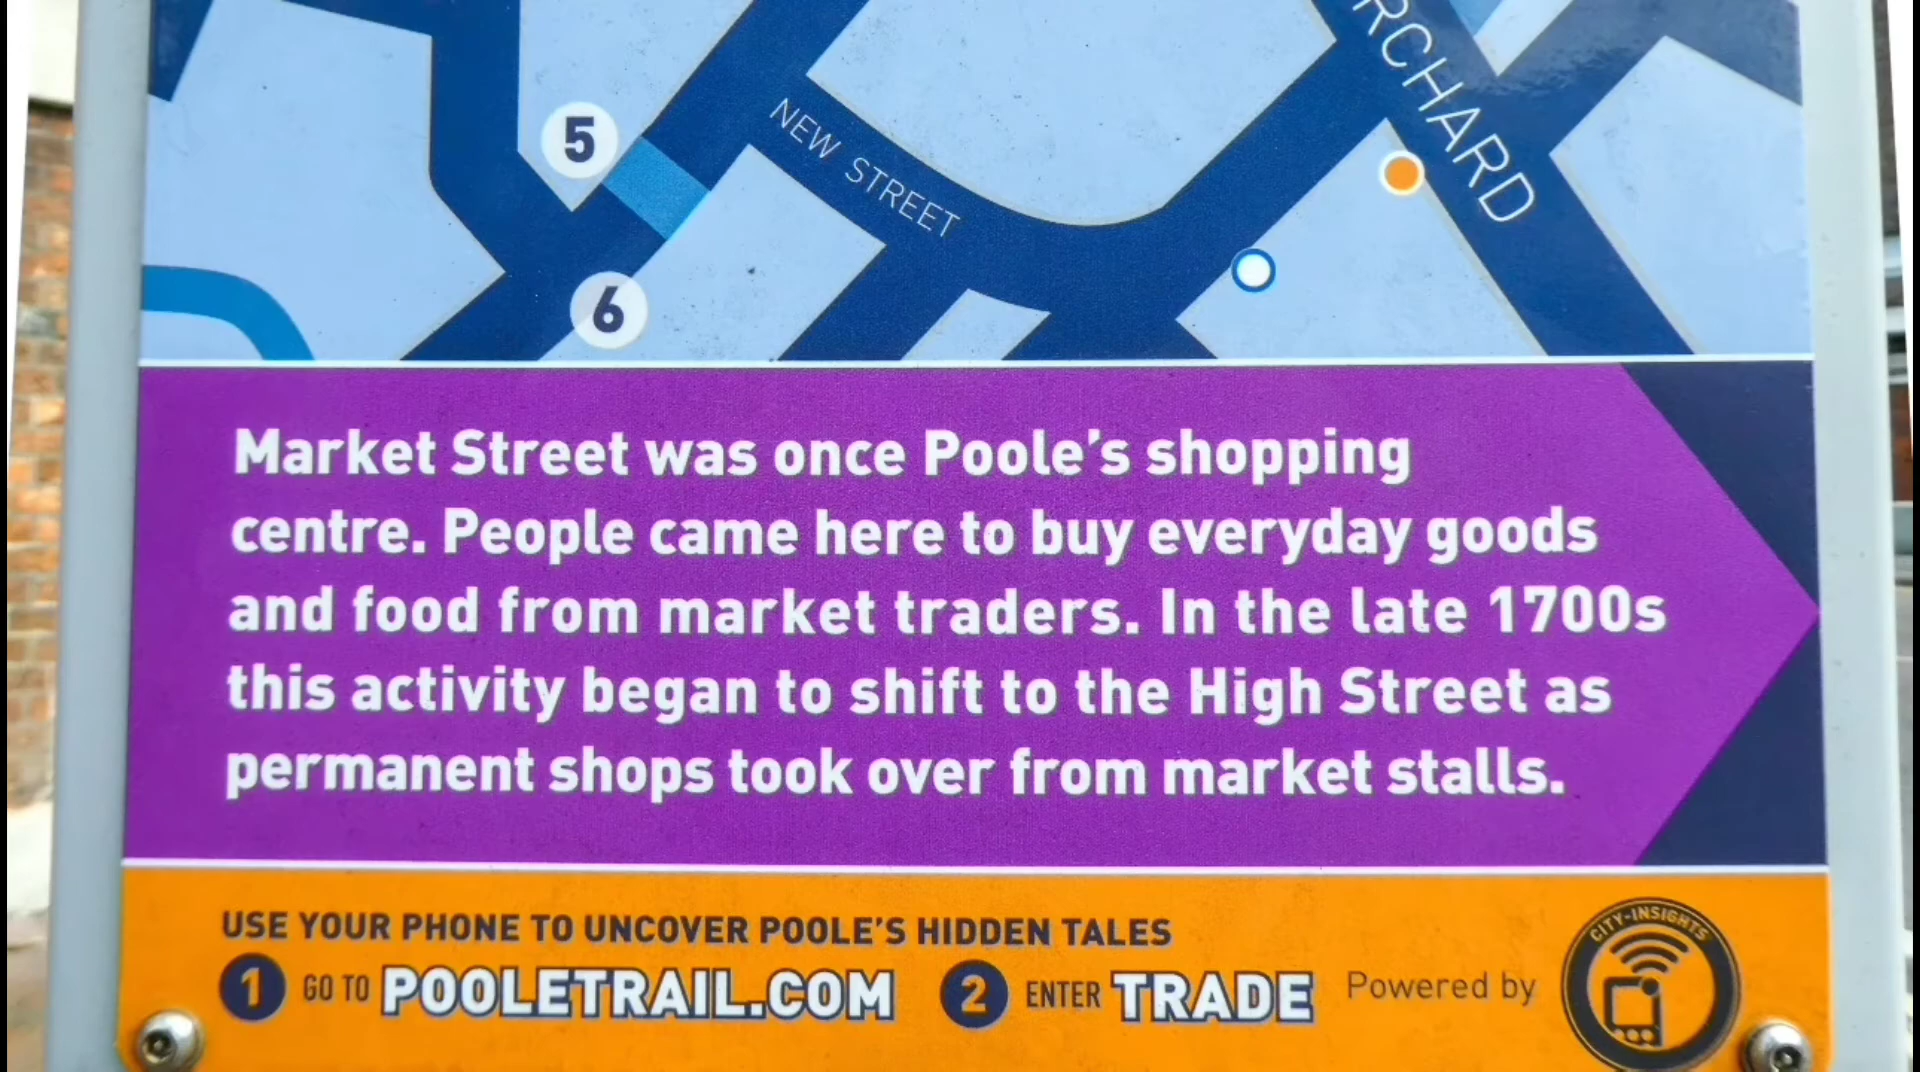 RCHARD
5
NEW STREET
6
Market Street was once Poole's shopping
centre. People came here to buy everyday goods
and food from market traders. In the late 1700s
this activity began to shift to the High Street as
permanent shops took over from market stalls.
USE YOUR PHONE TO UNCOVER POOLE'S HIDDEN TALES
1 GO TO POOLETRAIL.COM 2 ENTER TRADE Powered by
CITY-INSIGHTS